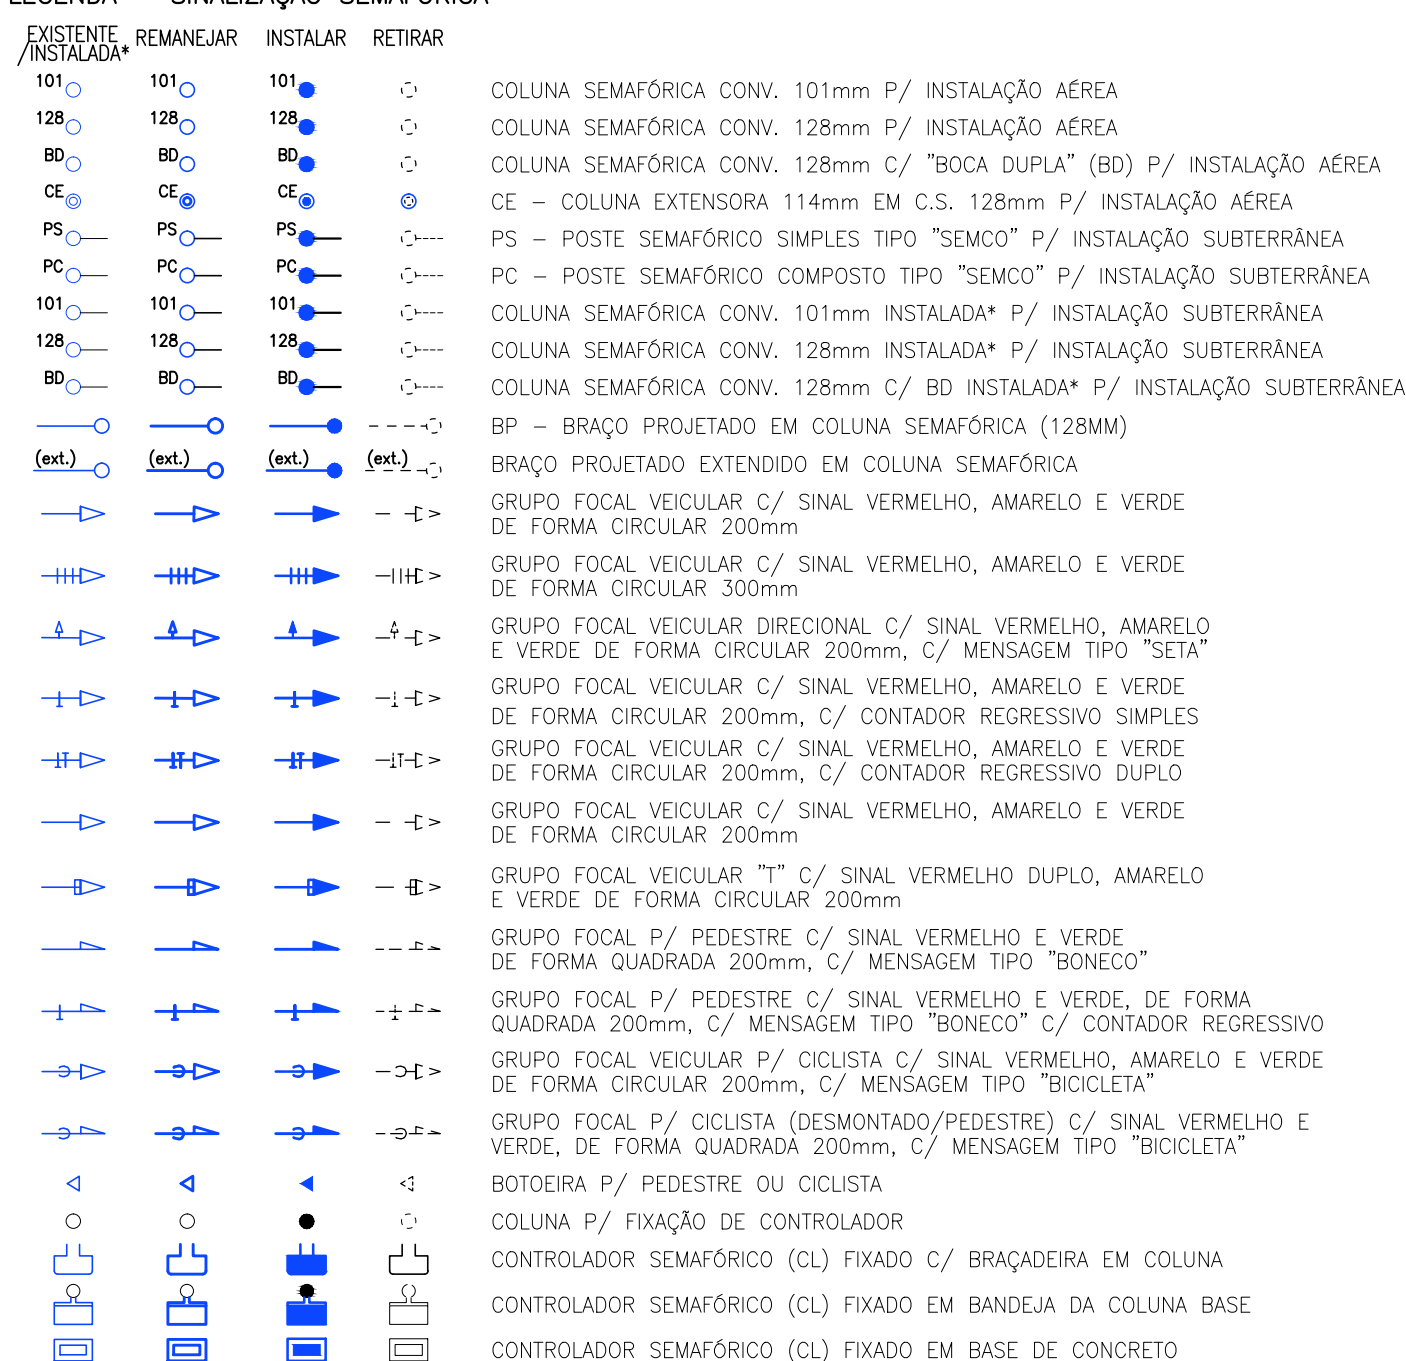 LEGENDA - SINALIZAÇÃO SEMAFÓRICA
EXISTENTE
/INSTALADA* REMANEJAR INSTALAR RETIRAR
101 101 101 COLUNA SEMAFÓRICA CONV. 101mm P/ INSTALAÇÃO AÉREA
128 128 128 COLUNA SEMAFÓRICA CONV. 128mm P/ INSTALAÇÃO AÉREA
BD BD BD COLUNA SEMAFÓRICA CONV. 128mm C/ "BOCA DUPLA" (BD) P/ INSTALAÇÃO AÉREA
CE CE CE CE - COLUNA EXTENSORA 114mm EM C.S. 128mm P/ INSTALAÇÃO AÉREA
PS PS PS PS - POSTE SEMAFÓRICO SIMPLES TIPO "SEMCO" P/ INSTALAÇÃO SUBTERRÂNEA
PC PC PC PC - POSTE SEMAFÓRICO COMPOSTO TIPO "SEMCO" P/ INSTALAÇÃO SUBTERRÂNEA
101 101 101 COLUNA SEMAFÓRICA CONV. 101mm INSTALADA* P/ INSTALAÇÃO SUBTERRÂNEA
128 128 128 COLUNA SEMAFÓRICA CONV. 128mm INSTALADA* P/ INSTALAÇÃO SUBTERRÂNEA
BD BD BD COLUNA SEMAFÓRICA CONV. 128mm C/ BD INSTALADA* P/ INSTALAÇÃO SUBTERRÂNEA
BP - BRAÇO PROJETADO EM COLUNA SEMAFÓRICA (128MM)
(ext.) (ext.) (ext.) (ext.) BRAÇO PROJETADO EXTENDIDO EM COLUNA SEMAFÓRICA
GRUPO FOCAL VEICULAR C/ SINAL VERMELHO, AMARELO E VERDE
DE FORMA CIRCULAR 200mm
GRUPO FOCAL VEICULAR C/ SINAL VERMELHO, AMARELO E VERDE
DE FORMA CIRCULAR 300mm
GRUPO FOCAL VEICULAR DIRECIONAL C/ SINAL VERMELHO, AMARELO
E VERDE DE FORMA CIRCULAR 200mm, C/ MENSAGEM TIPO "SETA"
GRUPO FOCAL VEICULAR C/ SINAL VERMELHO, AMARELO E VERDE
DE FORMA CIRCULAR 200mm, C/ CONTADOR REGRESSIVO SIMPLES
GRUPO FOCAL VEICULAR C/ SINAL VERMELHO, AMARELO E VERDE
DE FORMA CIRCULAR 200mm, C/ CONTADOR REGRESSIVO DUPLO
GRUPO FOCAL VEICULAR C/ SINAL VERMELHO, AMARELO E VERDE
DE FORMA CIRCULAR 200mm
GRUPO FOCAL VEICULAR "T" C/ SINAL VERMELHO DUPLO, AMARELO
E VERDE DE FORMA CIRCULAR 200mm
GRUPO FOCAL P/ PEDESTRE C/ SINAL VERMELHO E VERDE
DE FORMA QUADRADA 200mm, C/ MENSAGEM TIPO "BONECO"
GRUPO FOCAL P/ PEDESTRE C/ SINAL VERMELHO E VERDE, DE FORMA
QUADRADA 200mm, C/ MENSAGEM TIPO "BONECO" C/ CONTADOR REGRESSIVO
GRUPO FOCAL VEICULAR P/ CICLISTA C/ SINAL VERMELHO, AMARELO E VERDE
DE FORMA CIRCULAR 200mm, C/ MENSAGEM TIPO "BICICLETA"
GRUPO FOCAL P/ CICLISTA (DESMONTADO/PEDESTRE) C/ SINAL VERMELHO E
VERDE, DE FORMA QUADRADA 200mm, C/ MENSAGEM TIPO "BICICLETA"
BOTOEIRA P/ PEDESTRE OU CICLISTA
COLUNA P/ FIXAÇÃO DE CONTROLADOR
CONTROLADOR SEMAFÓRICO (CL) FIXADO C/ BRAÇADEIRA EM COLUNA
CONTROLADOR SEMAFÓRICO (CL) FIXADO EM BANDEJA DA COLUNA BASE
CONTROLADOR SEMAFÓRICO (CL) FIXADO EM BASE DE CONCRETO